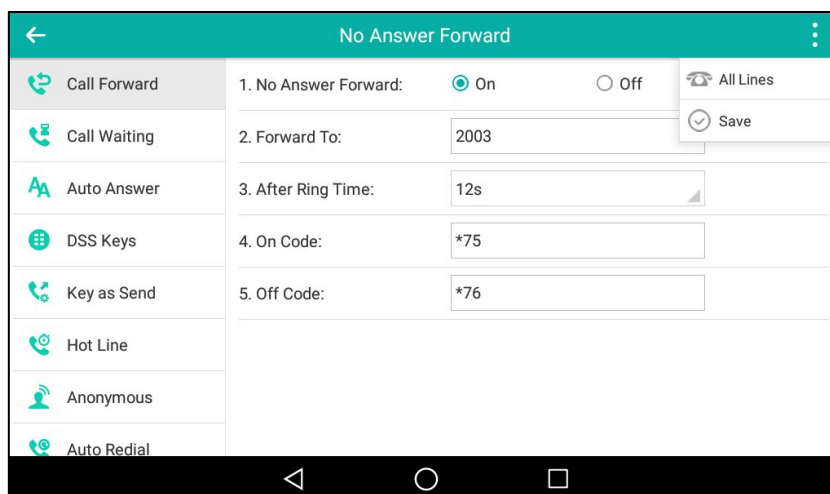 No Answer Forward
Call Forward
Call Waiting
Auto Answer
DSS Keys
Key as Send
Hot Line
Anonymous
Auto Redial
1. No Answer Forward: On Off
2. Forward To: 2003
3. After Ring Time: 12s
4. On Code: *75
5. Off Code: *76
All Lines
Save